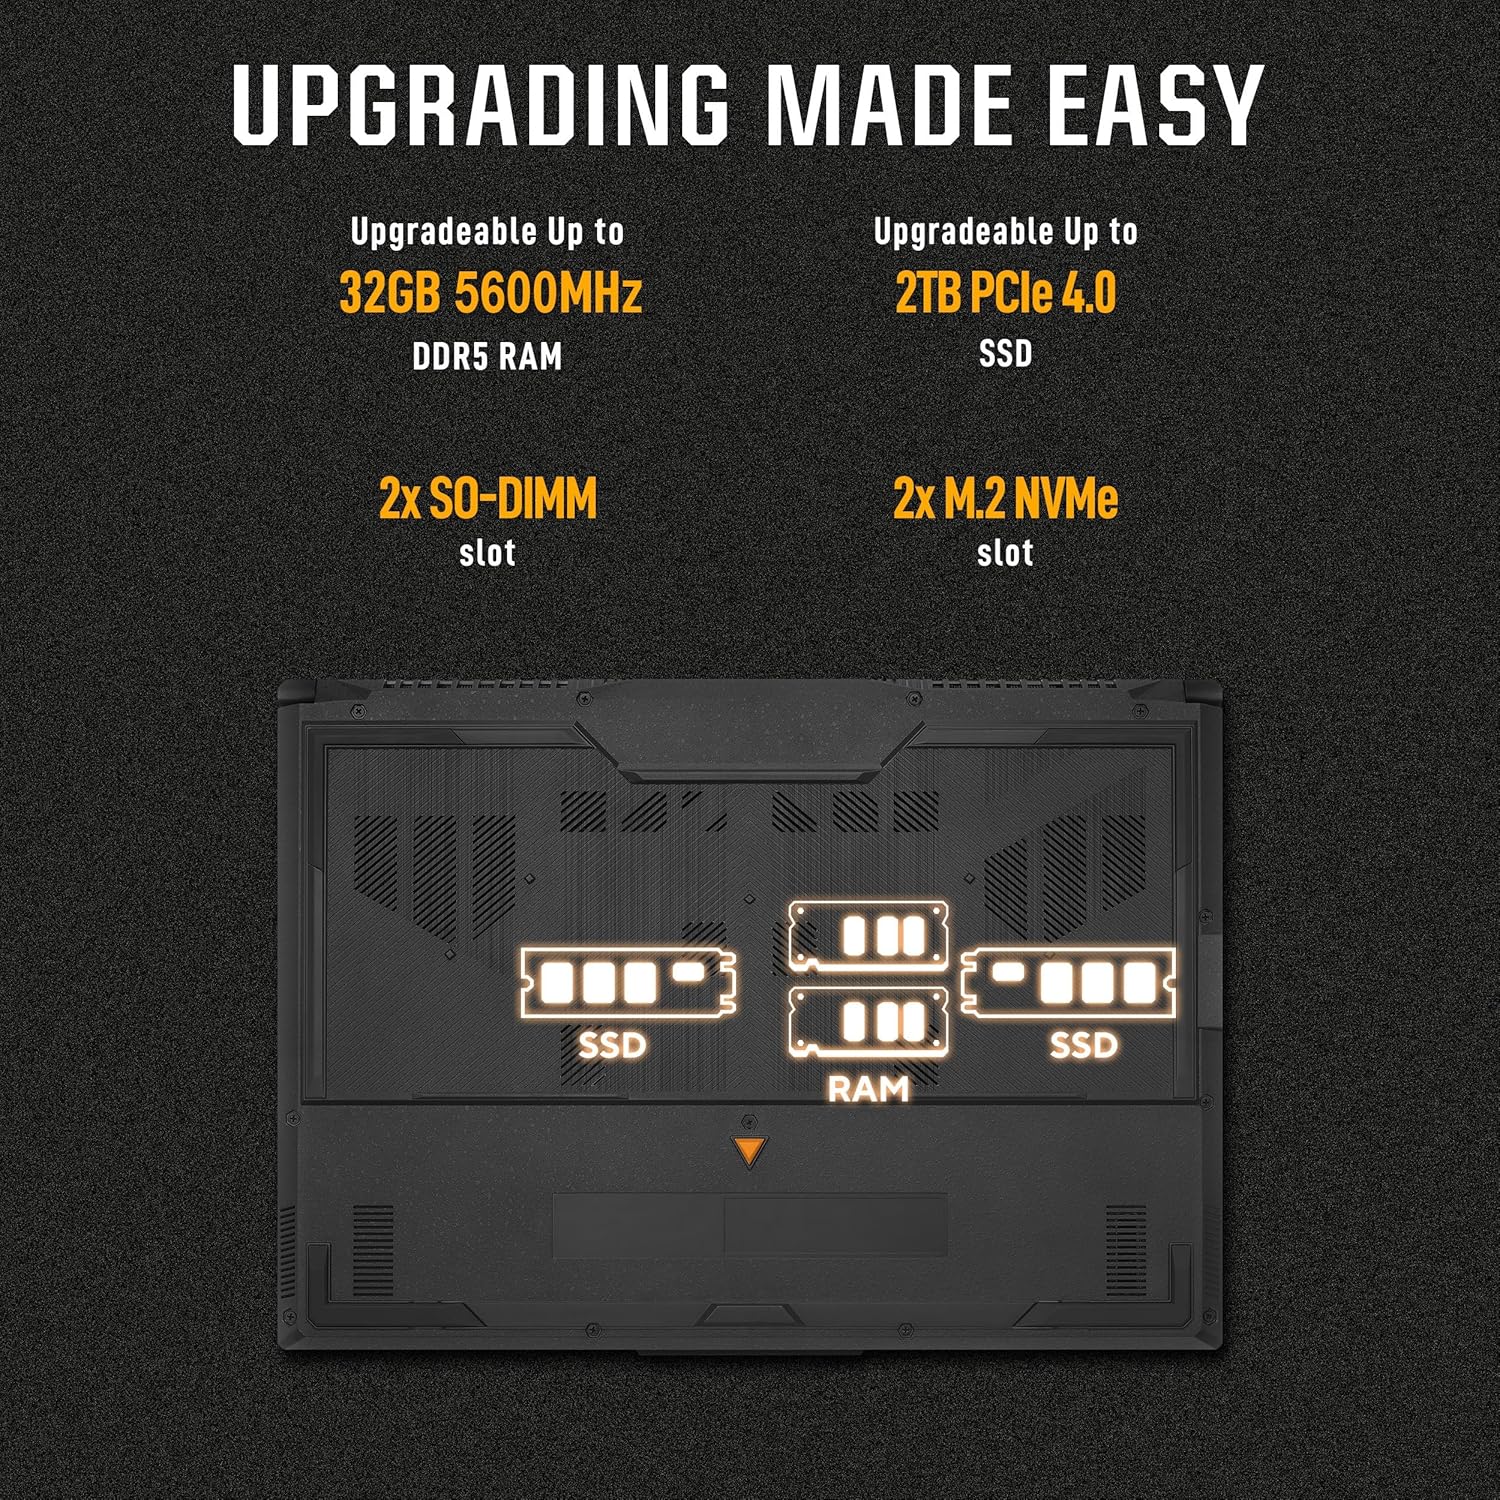 UPGRADING MADE EASY
Upgradeable Up to
32GB 5600MHz
DDR5 RAM
Upgradeable Up to
2TB PCIe 4.0
SSD
2x SO-DIMM
slot
2x M.2 NVMe
slot
SSD
RAM
SSD